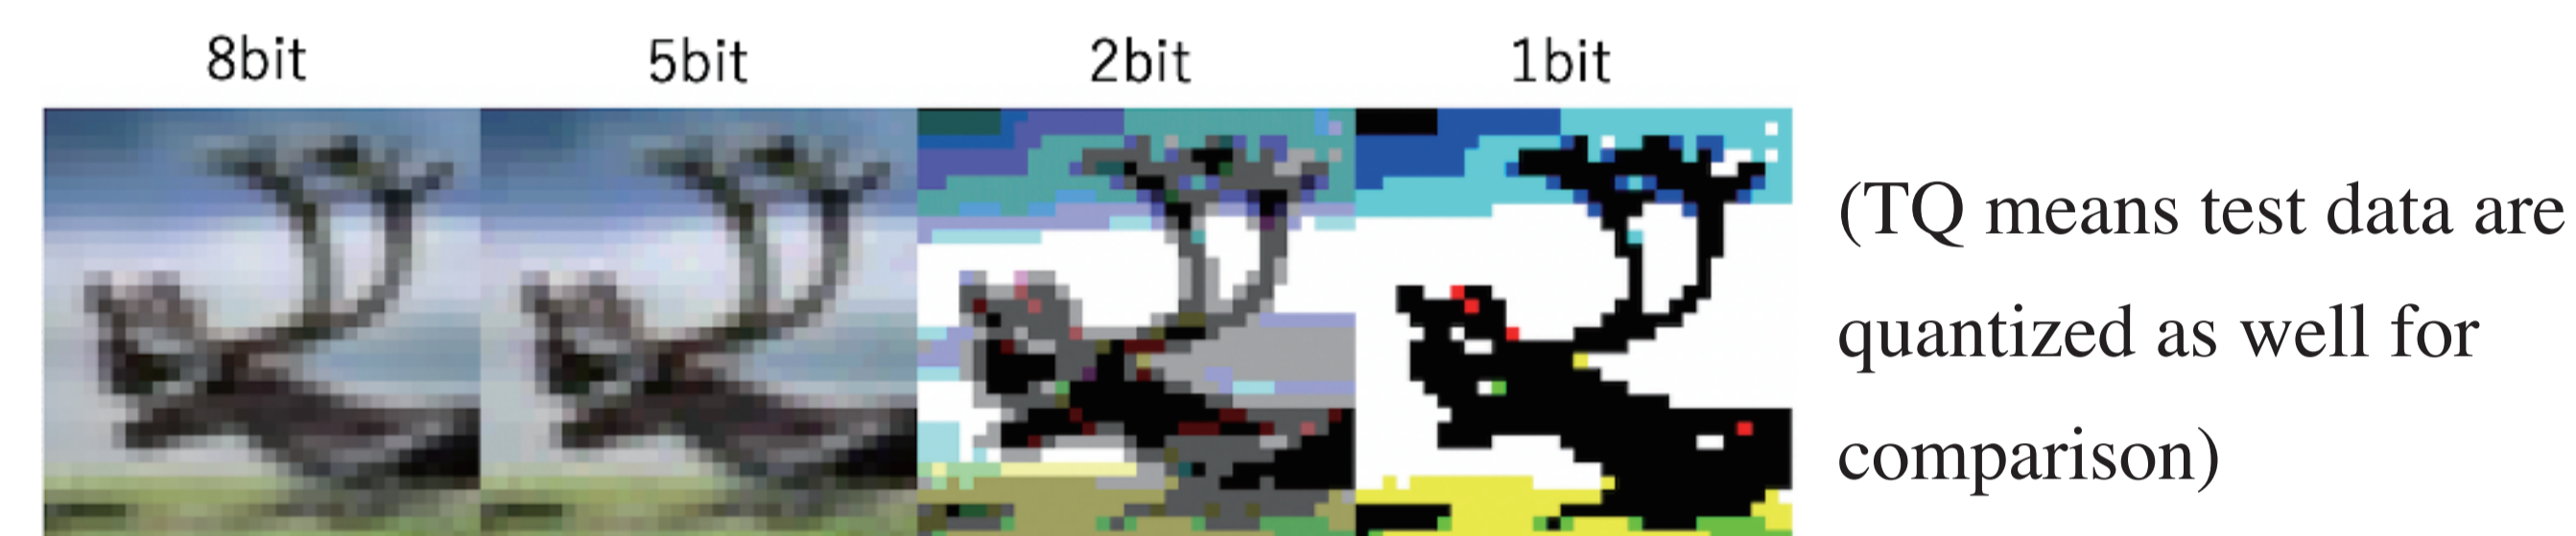 8bit 5bit 2bit 1bit
(TQ means test data are
quantized as well for
comparison)